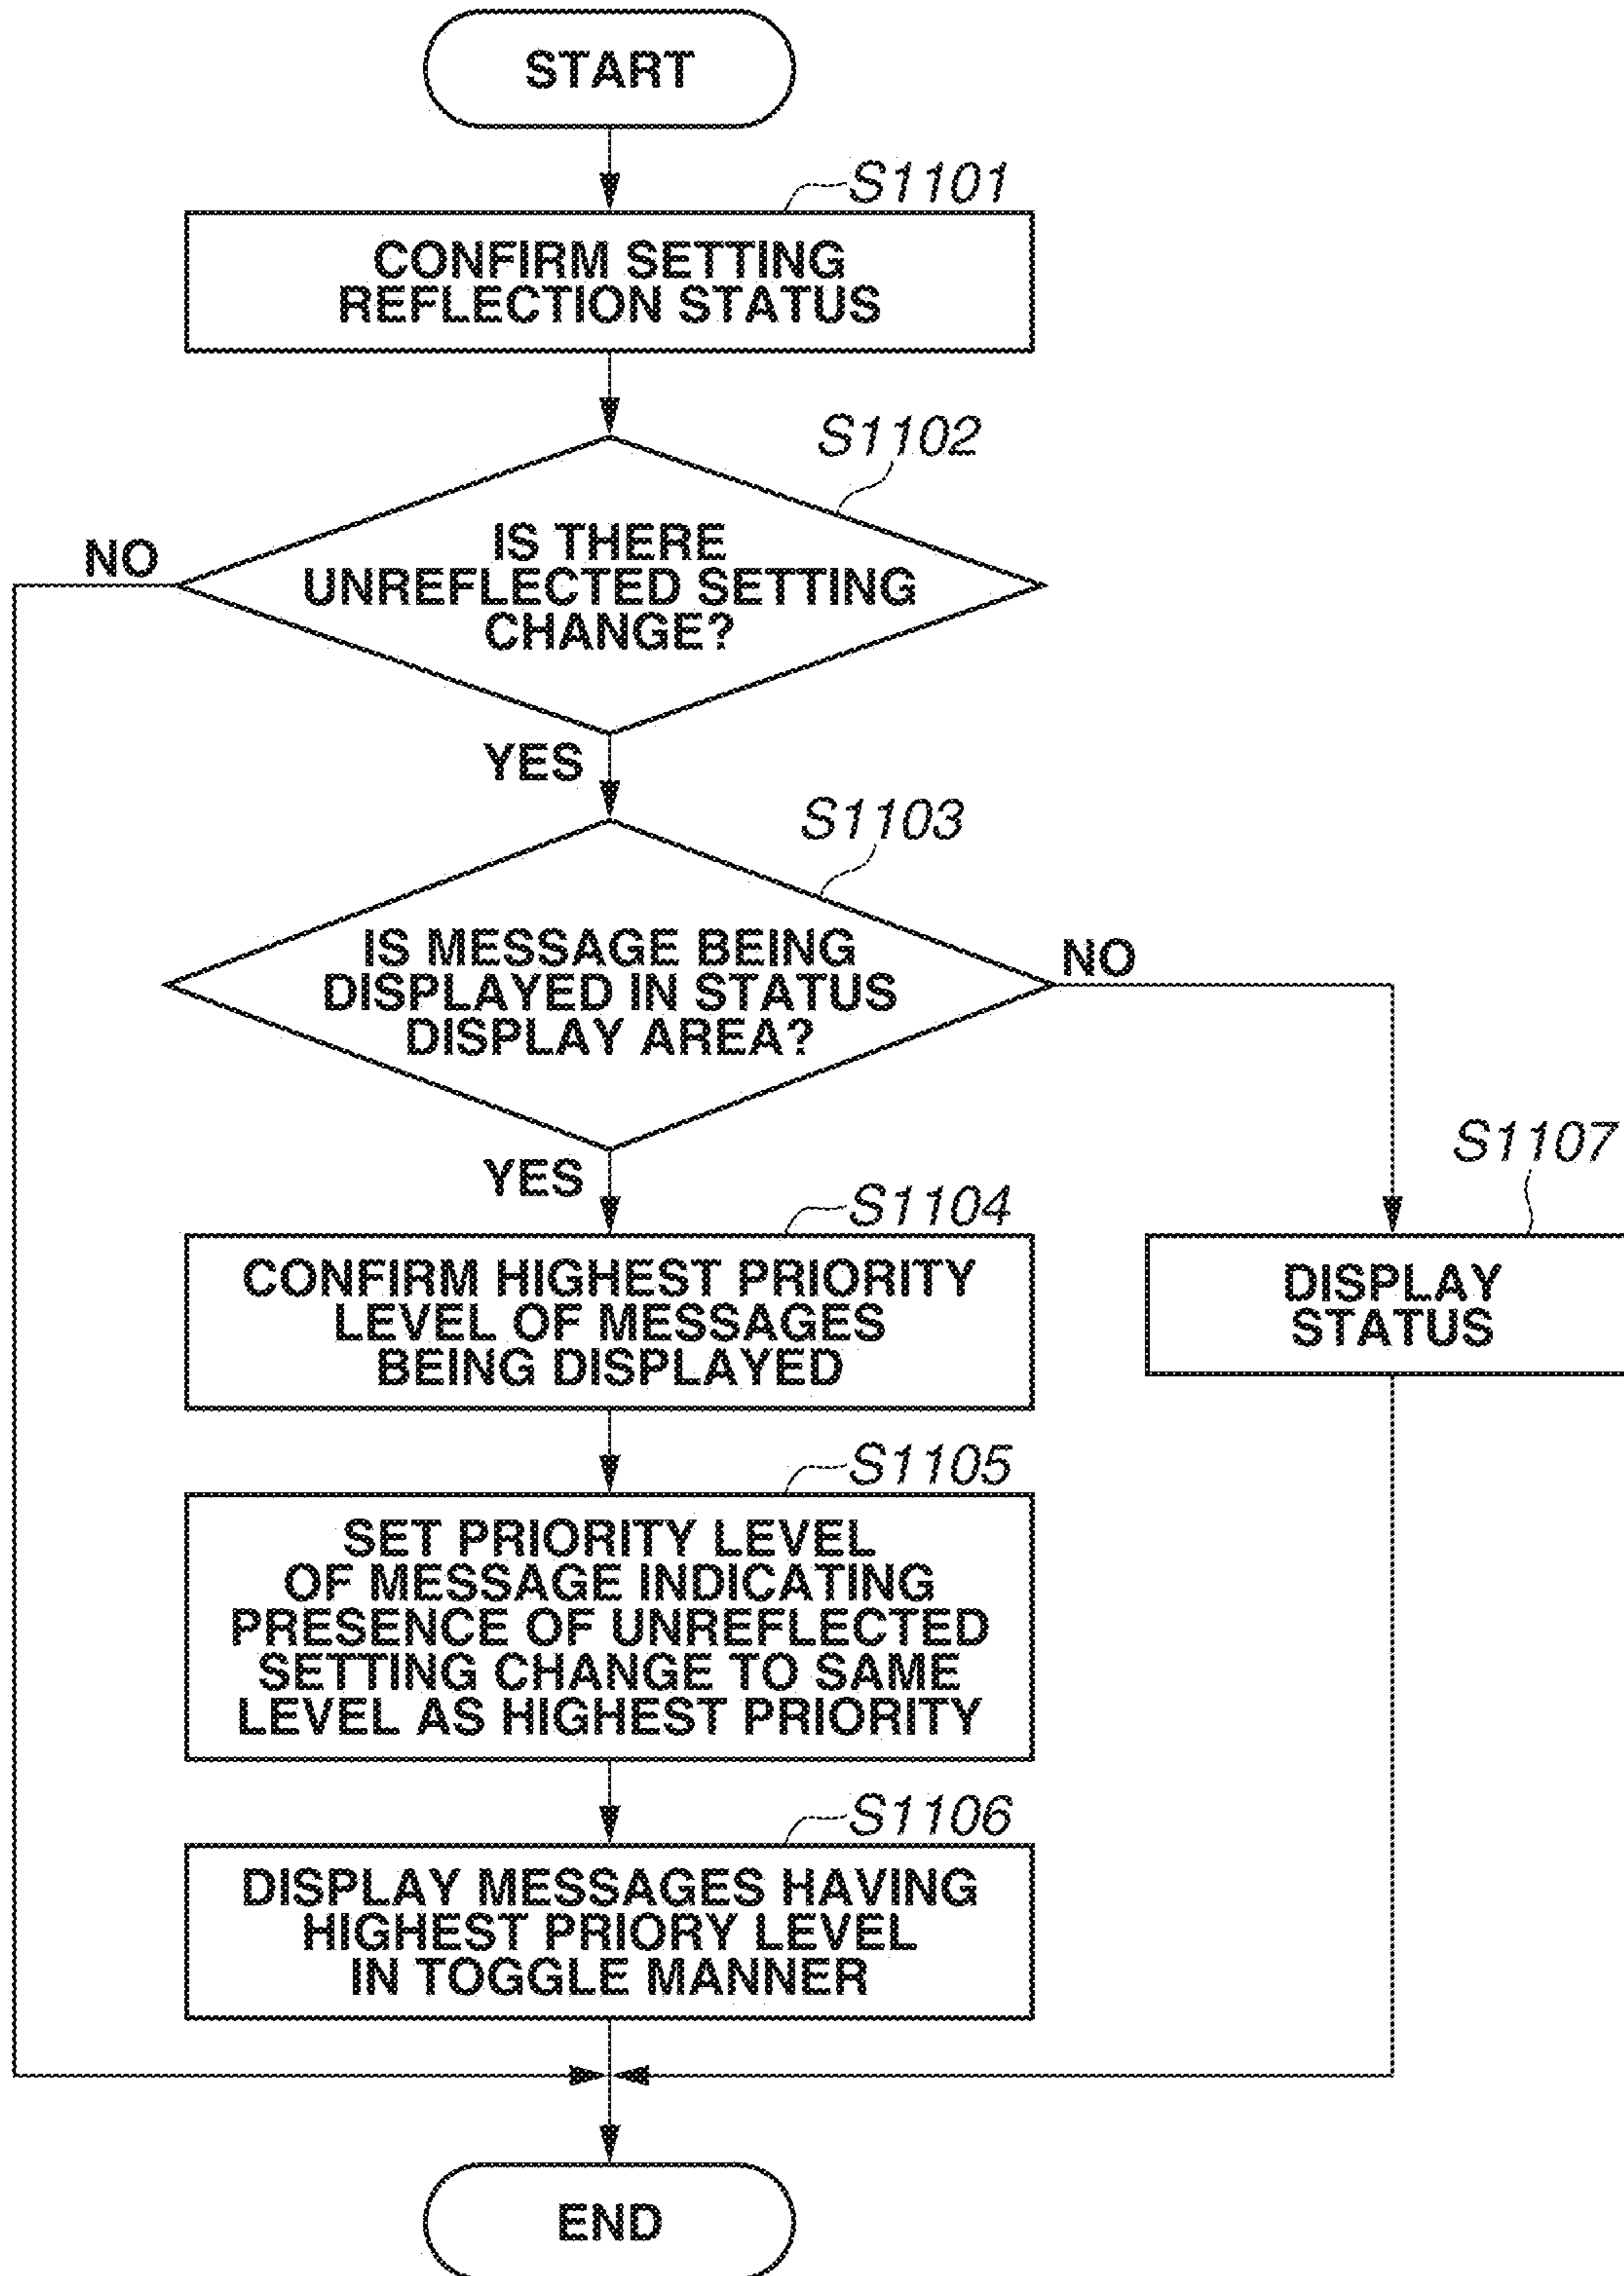 START
S1101
CONFIRM SETTING
REFLECTION STATUS
S1102
IS THERE
UNREFLECTED SETTING
CHANGE?
NO
YES
S1103
IS MESSAGE BEING
DISPLAYED IN STATUS
DISPLAY AREA?
NO
YES
S1104
CONFIRM HIGHEST PRIORITY
LEVEL OF MESSAGES
BEING DISPLAYED
S1107
DISPLAY
STATUS
S1105
SET PRIORITY LEVEL
OF MESSAGE INDICATING
PRESENCE OF UNREFLECTED
SETTING CHANGE TO SAME
LEVEL AS HIGHEST PRIORITY
S1106
DISPLAY MESSAGES HAVING
HIGHEST PRIORY LEVEL
IN TOGGLE MANNER
END